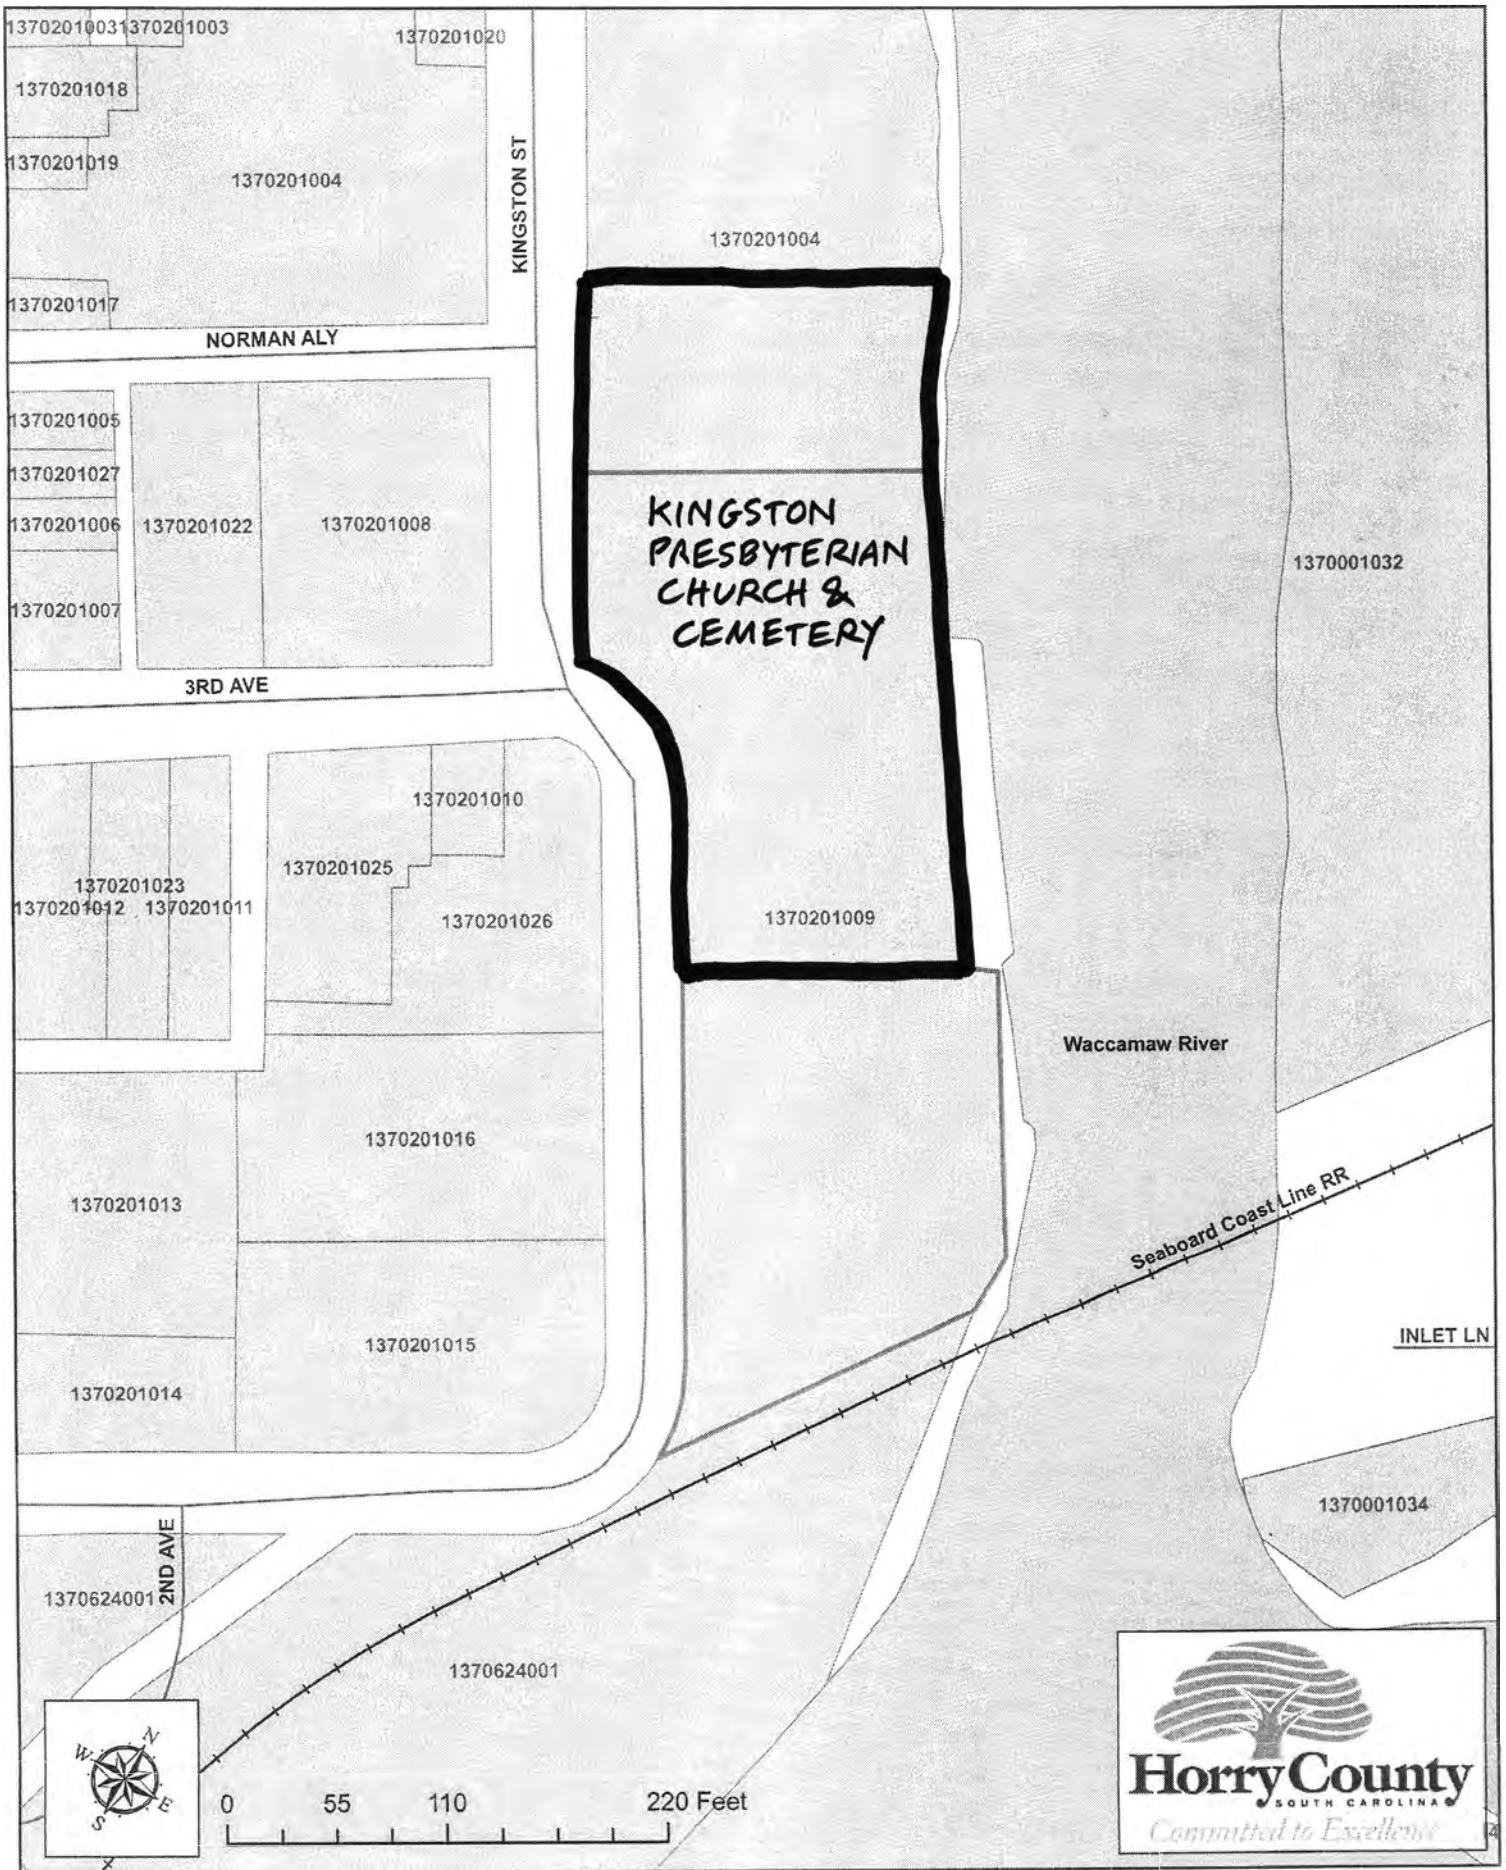 1370201003
1370201003
1370201020
1370201018
1370201019
1370201004
KINGSTON ST
1370201004
1370201017
NORMAN ALY
1370201005
1370201027
1370201006
1370201022
1370201008
1370201007
KINGSTON
PRESBYTERIAN
CHURCH &
CEMETERY
1370001032
3RD AVE
1370201010
1370201025
1370201023
1370201012
1370201011
1370201026
1370201009
Waccamaw River
1370201016
1370201013
Seaboard Coast Line RR
INLET LN
1370201015
1370201014
1370001034
2ND AVE
1370624001
1370624001
N
W
E
S
0 55 110 220 Feet
Horry County
SOUTH CAROLINA
Committed to Excellence
4